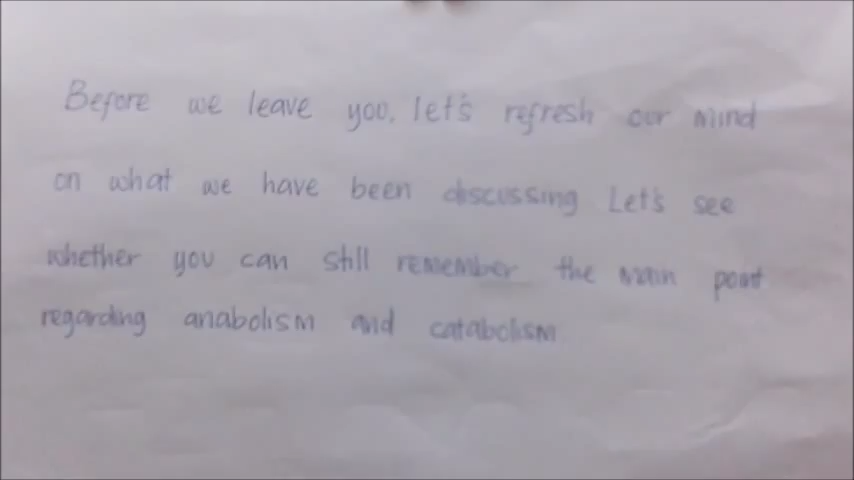 Before we leave you, let's refresh our mind
on what we have been discussing Let's see
whether you can still remember the main point
regarding anabolism and catabolism